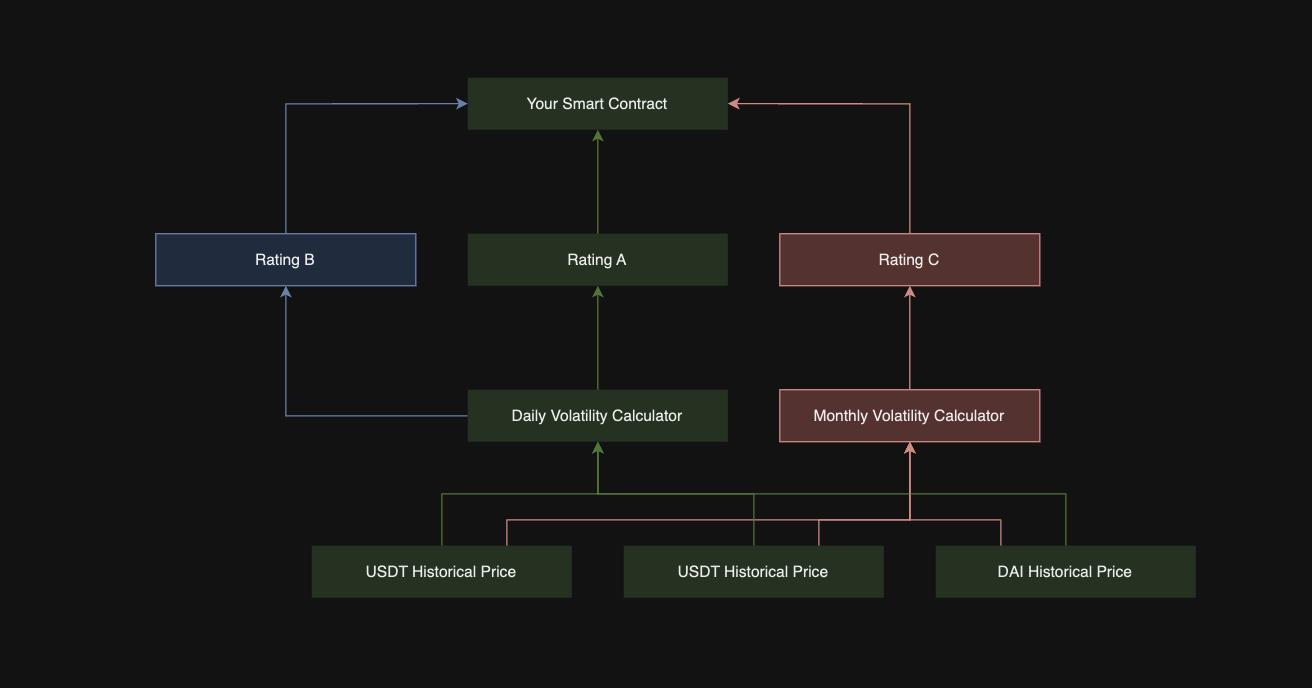 Your Smart Contract
Rating B
Rating A
Rating C
Daily Volatility Calculator
Monthly Volatility Calculator
USDT Historical Price
USDT Historical Price
DAI Historical Price